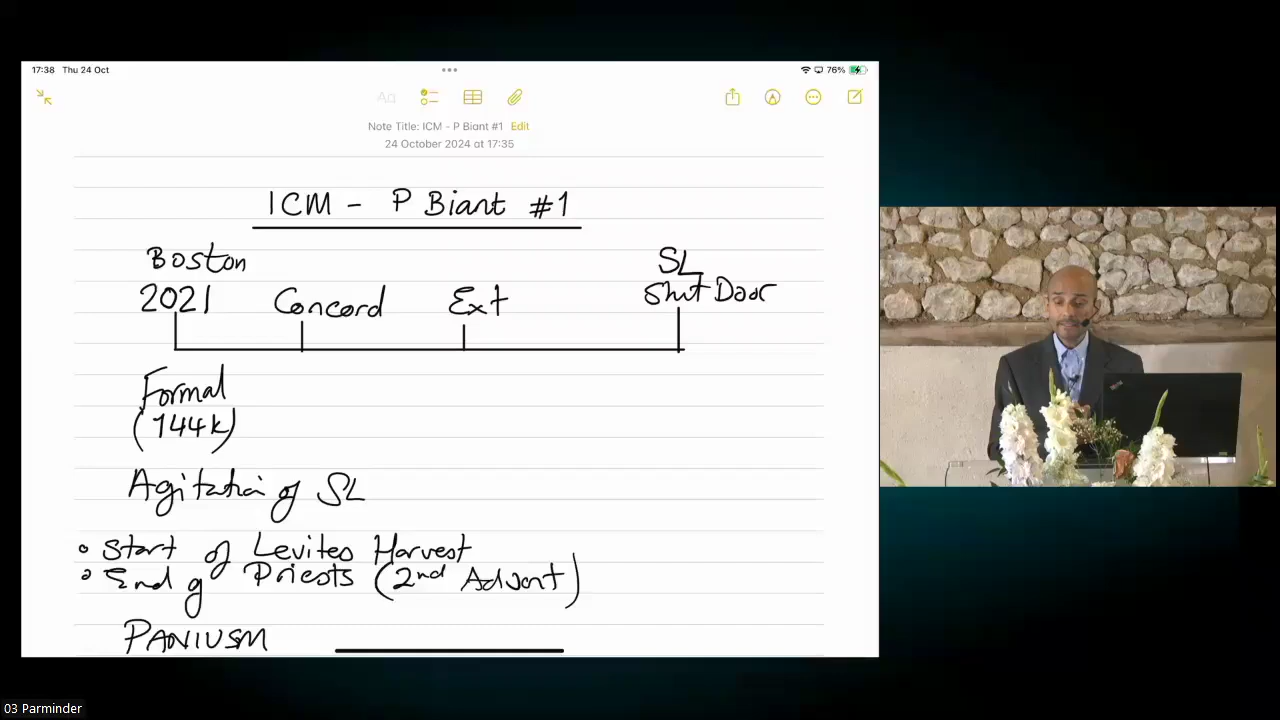 17:38 Thu 24 Oct
76%
Aa
Note Title: ICM - P Biant #1 Edit
24 October 2024 at 17:35
ICM - P Biant #1
Boston
SL
2021 Concord Ext Shut Door
Formal
(144k)
Agitation of SL
• Start of Levites Harvest
• End of Priests (2nd Advent)
PANIUSM
03 Parminder